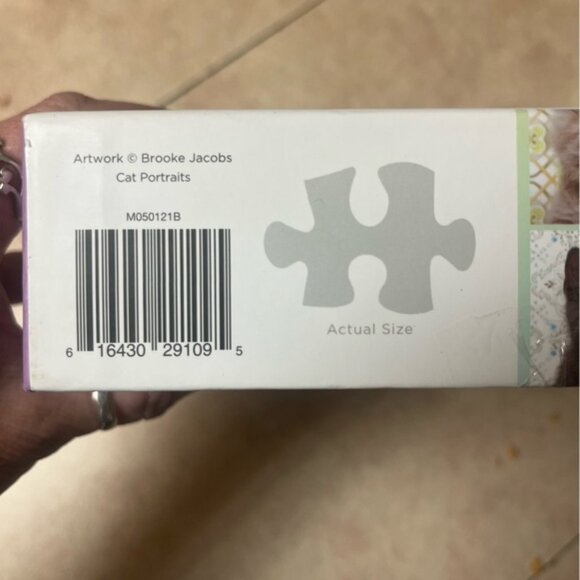 Artwork © Brooke Jacobs
Cat Portraits
M050121B
6 16430 29109 5
Actual Size